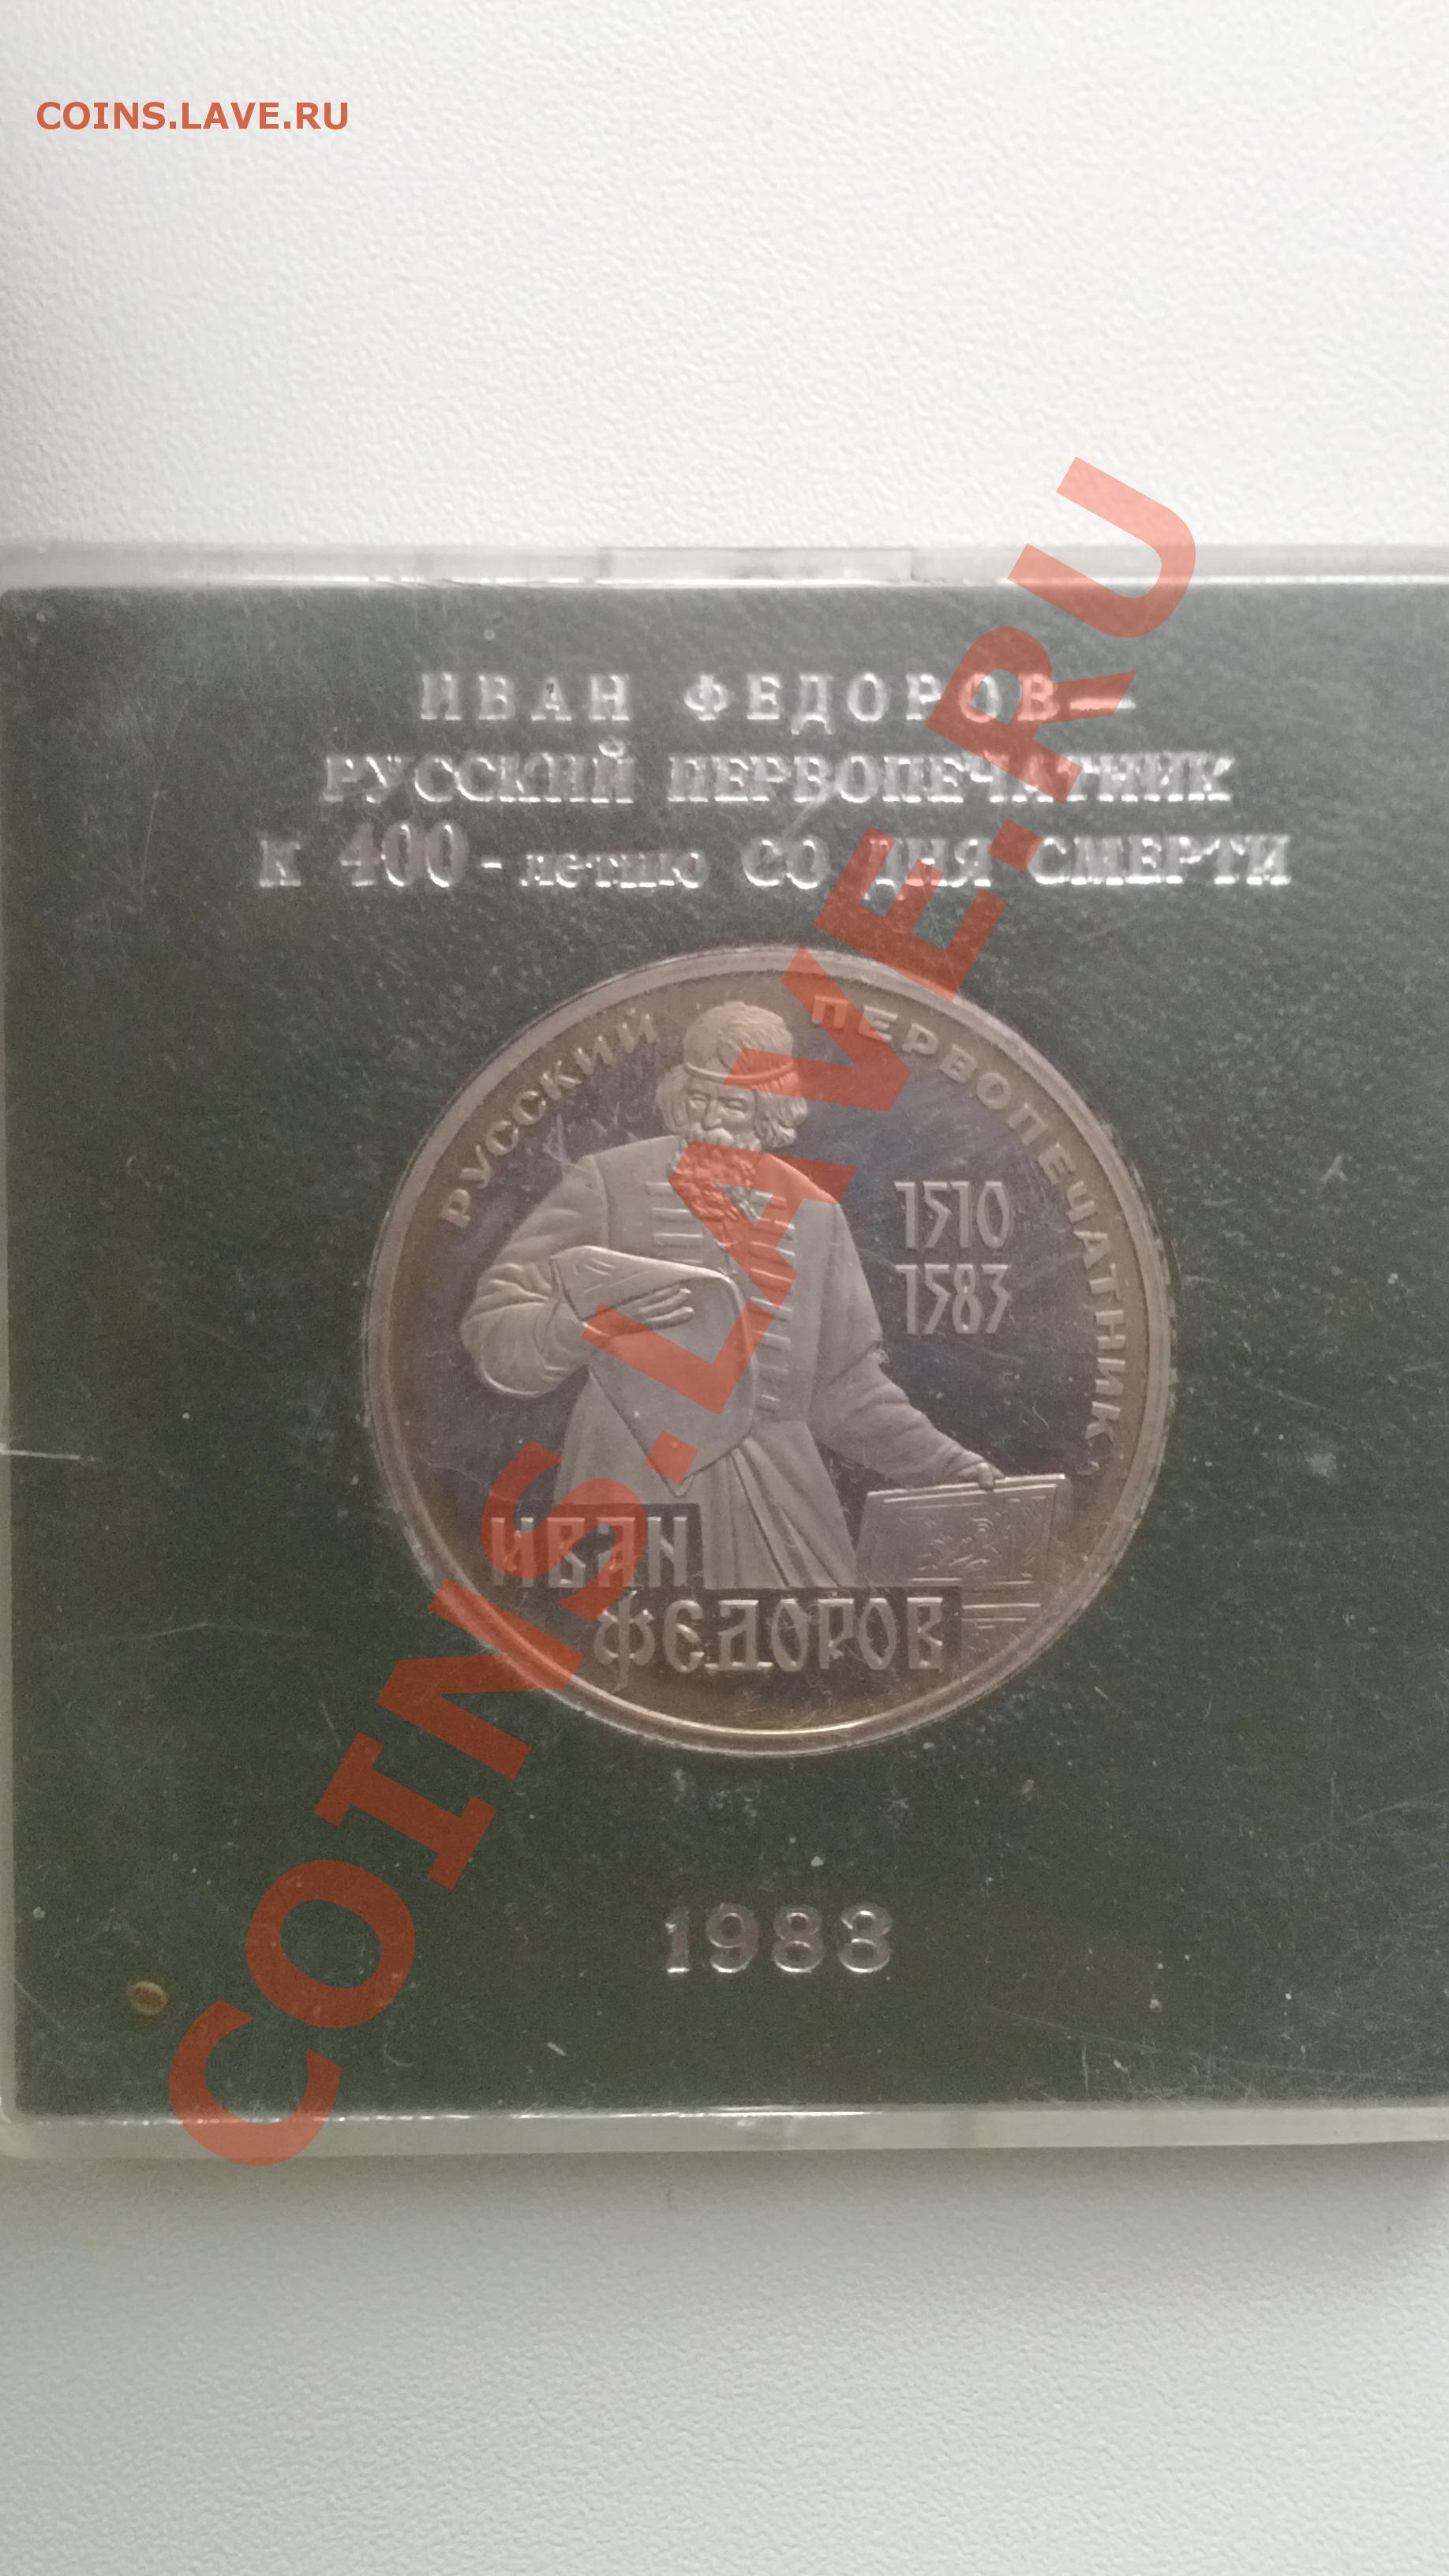 COINS.LAVE.RU
ИВАН ФЕДОРОВ—
РУССКИЙ ПЕРВОПЕЧАТНИК
К 400-летию СО ДНЯ СМЕРТИ
РУССКИЙ ПЕРВОПЕЧАТНИК
1510
1583
ИВАН
ФЕДОРОВ
1983
COINS.LAVE.RU